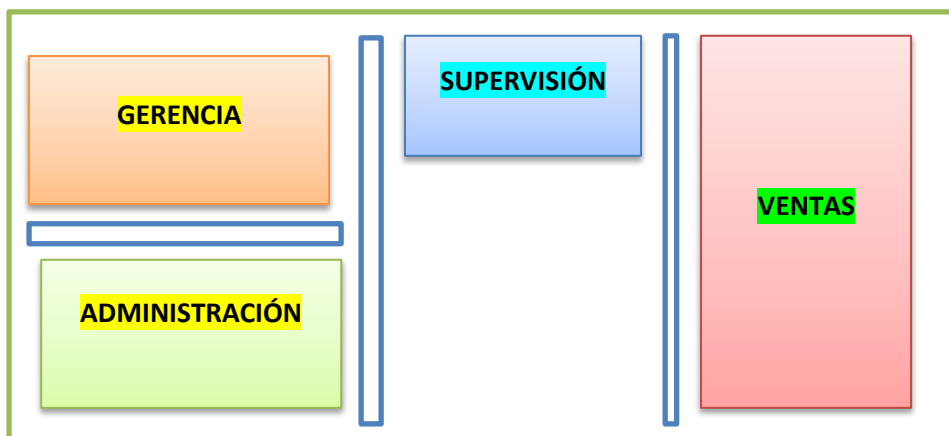 GERENCIA
ADMINISTRACIÓN
SUPERVISIÓN
VENTAS